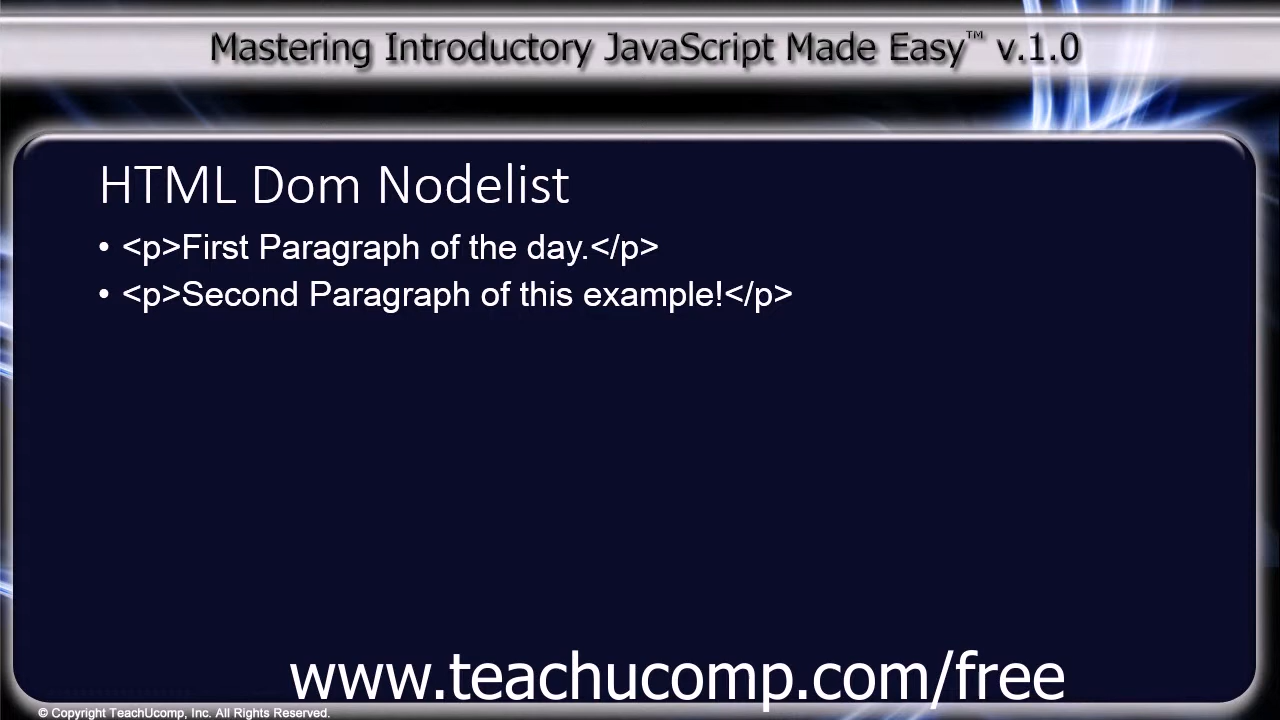 Mastering Introductory JavaScript Made Easy™ v.1.0
HTML Dom Nodelist
• <p>First Paragraph of the day.</p>
• <p>Second Paragraph of this example!</p>
www.teachucomp.com/free
© Copyright TeachUcomp, Inc. All Rights Reserved.